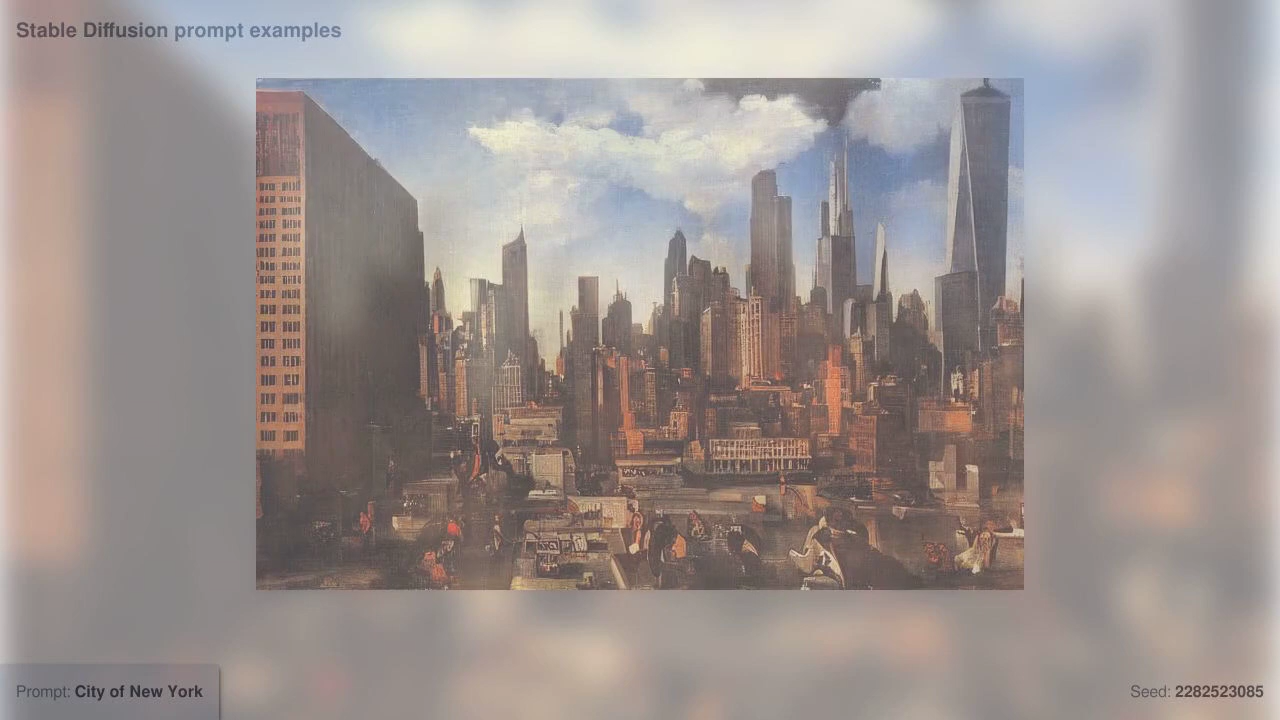 Stable Diffusion prompt examples
Prompt: City of New York
Seed: 2282523085